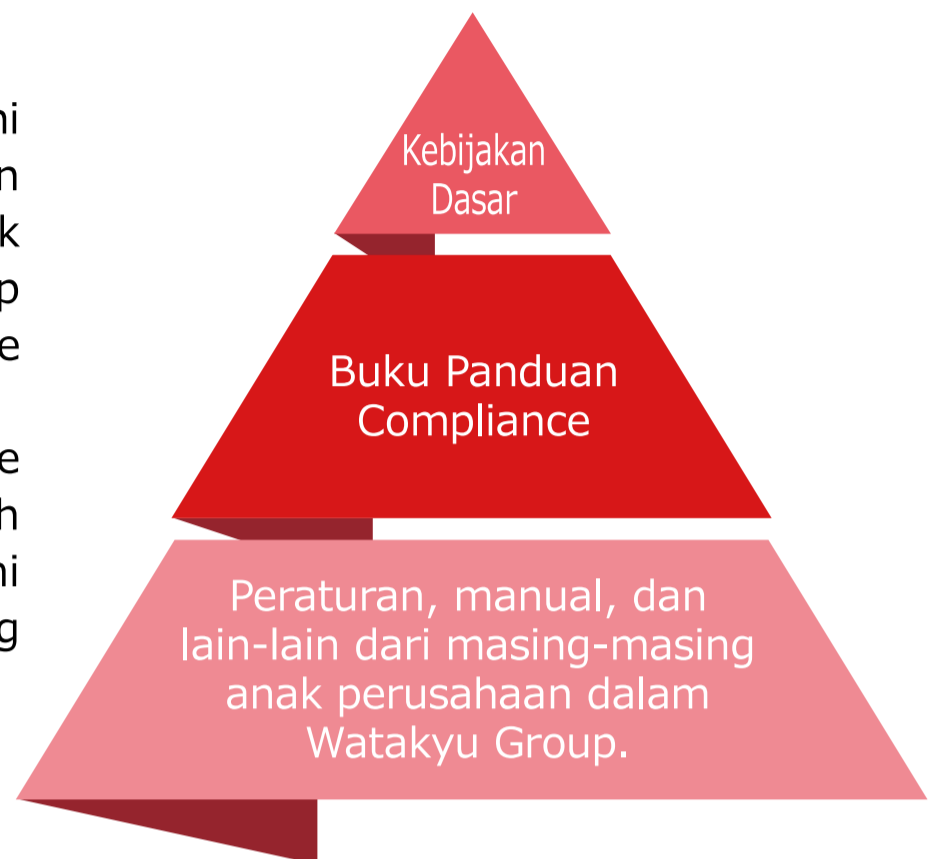 Kebijakan
Dasar
Buku Panduan
Compliance
Peraturan, manual, dan
lain-lain dari masing-masing
anak perusahaan dalam
Watakyu Group.